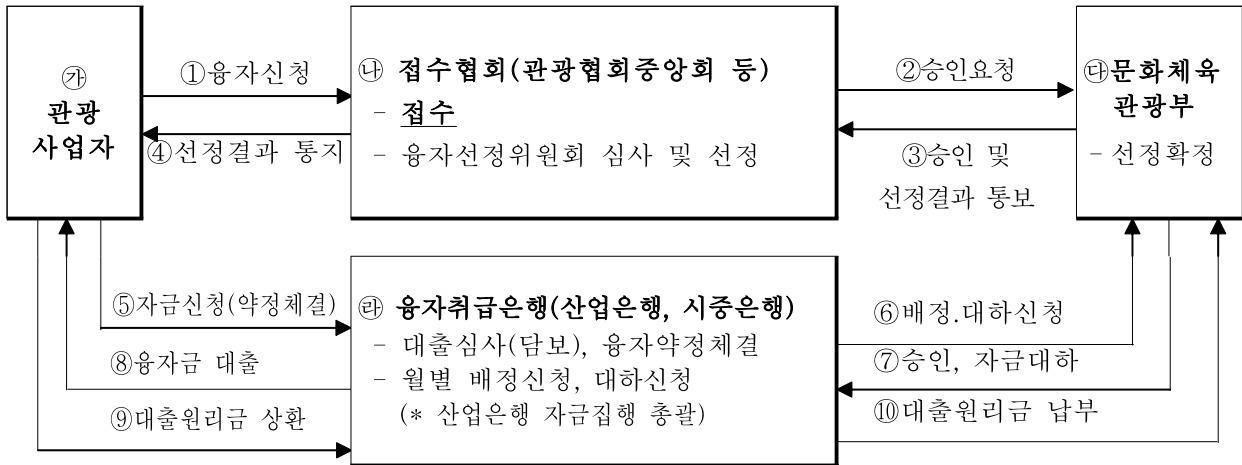 ㉮
관광
사업자
①융자신청
④선정결과 통지
㉯ 접수협회(관광협회중앙회 등)
- 접수
- 융자선정위원회 심사 및 선정
②승인요청
③승인 및
선정결과 통보
㉰문화체육
관광부
- 선정확정
⑤자금신청(약정체결)
⑧융자금 대출
⑨대출원리금 상환
㉱ 융자취급은행(산업은행, 시중은행)
- 대출심사(담보), 융자약정체결
- 월별 배정신청, 대하신청
(* 산업은행 자금집행 총괄)
⑥배정.대하신청
⑦승인, 자금대하
⑩대출원리금 납부